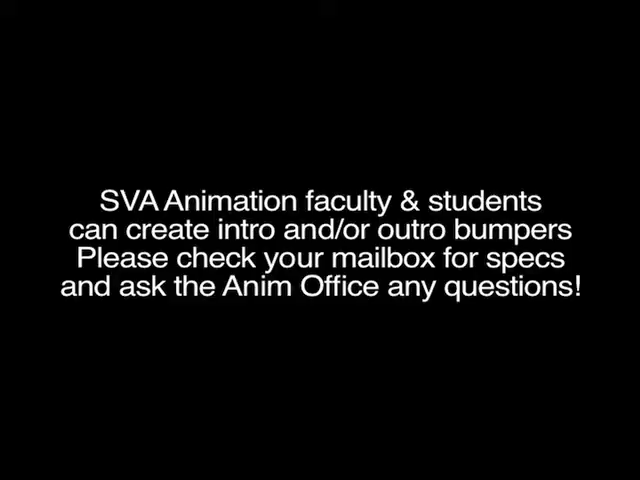 SVA Animation faculty & students
can create intro and/or outro bumpers
Please check your mailbox for specs
and ask the Anim Office any questions!